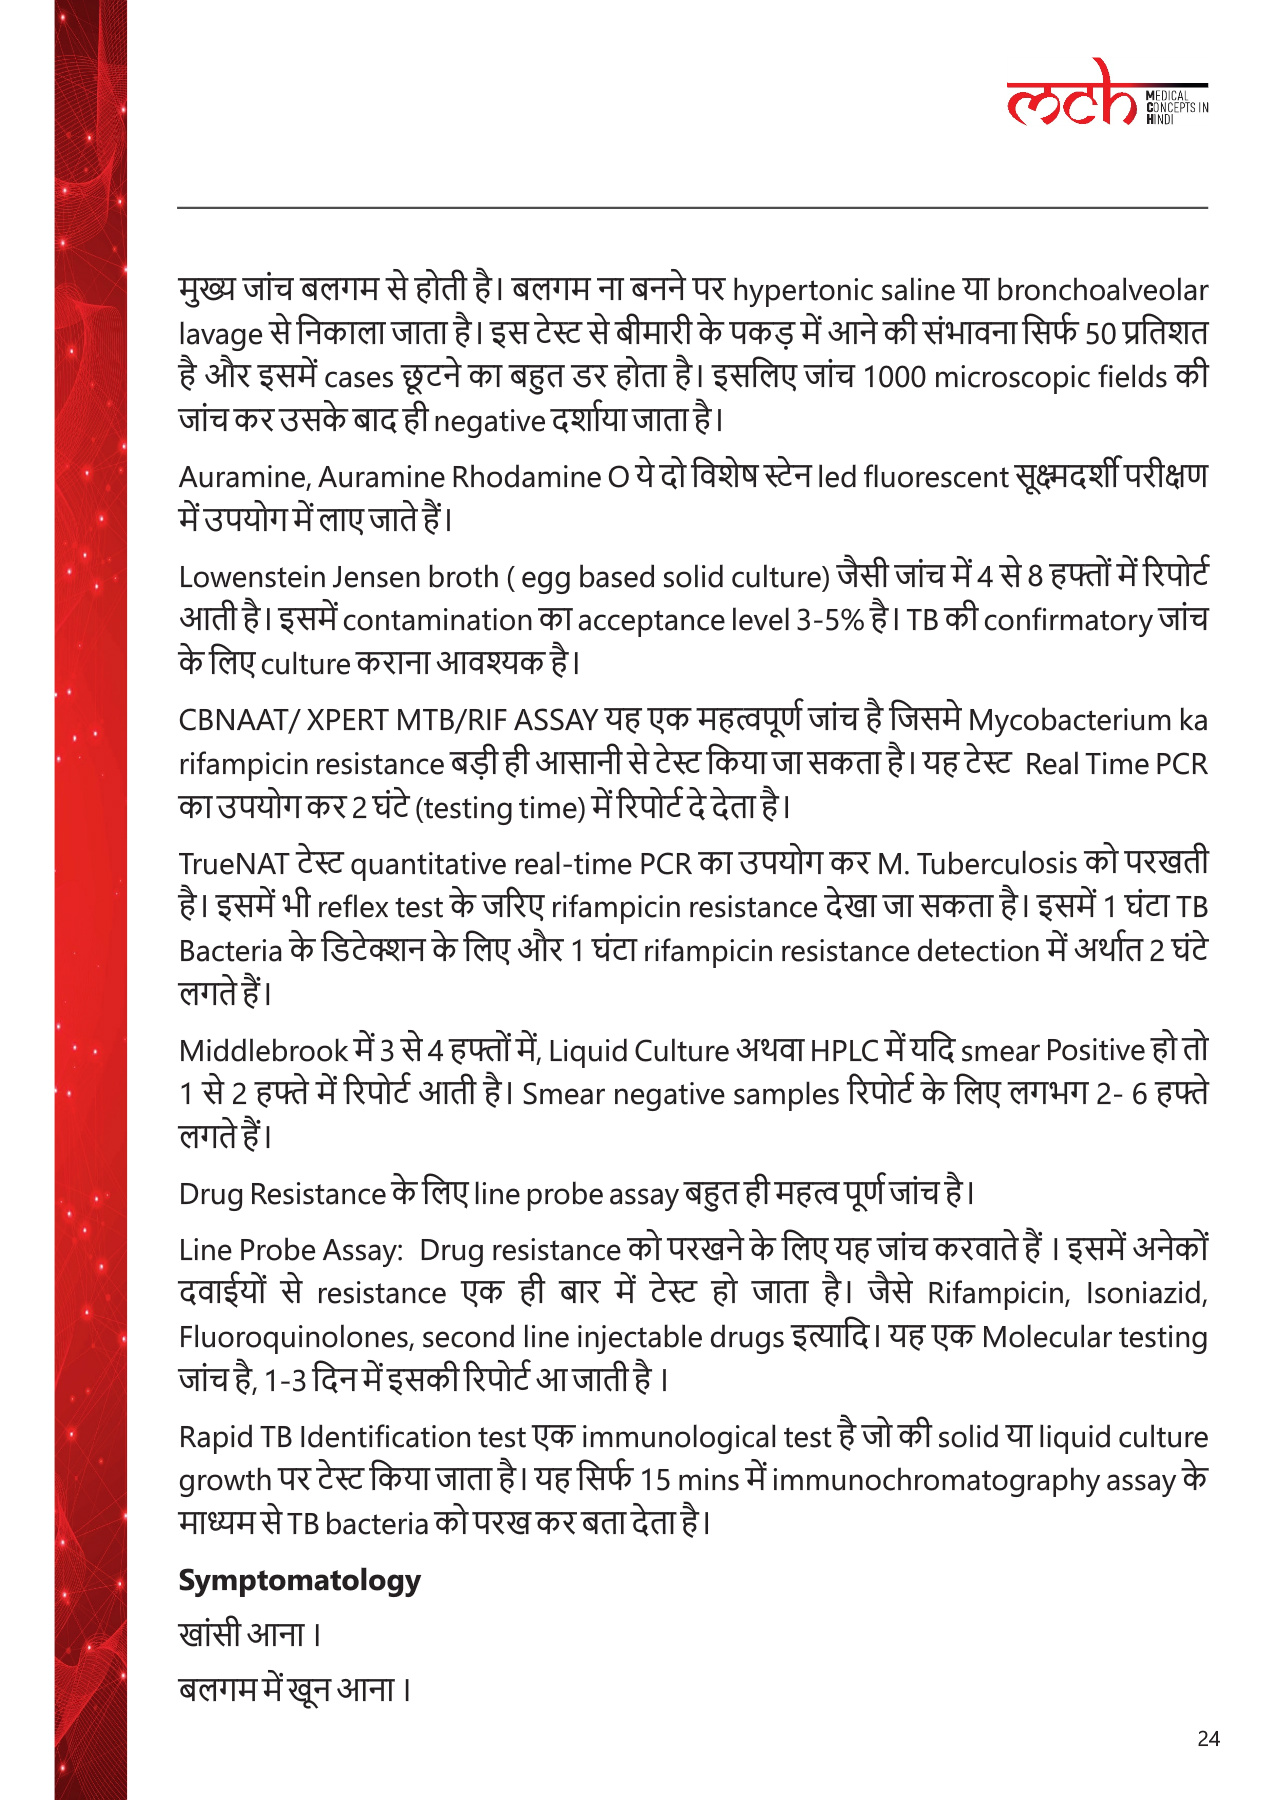 mch MEDICAL
CONCEPTS IN
HINDI
मुख्य जांच बलगम से होती है। बलगम ना बनने पर hypertonic saline या bronchoalveolar
lavage से निकाला जाता है। इस टेस्ट से बीमारी के पकड़ में आने की संभावना सिर्फ 50 प्रतिशत
है और इसमें cases छूटने का बहुत डर होता है। इसलिए जांच 1000 microscopic fields की
जांच कर उसके बाद ही negative दर्शाया जाता है।
Auramine, Auramine Rhodamine O ये दो विशेष स्टेन led fluorescent सूक्ष्मदर्शी परीक्षण
में उपयोग में लाए जाते हैं।
Lowenstein Jensen broth ( egg based solid culture) जैसी जांच में 4 से 8 हफ्तों में रिपोर्ट
आती है। इसमें contamination का acceptance level 3-5% है। TB की confirmatory जांच
के लिए culture कराना आवश्यक है।
CBNAAT/ XPERT MTB/RIF ASSAY यह एक महत्वपूर्ण जांच है जिसमे Mycobacterium ka
rifampicin resistance बड़ी ही आसानी से टेस्ट किया जा सकता है। यह टेस्ट Real Time PCR
का उपयोग कर 2 घंटे (testing time) में रिपोर्ट दे देता है।
TrueNAT टेस्ट quantitative real-time PCR का उपयोग कर M. Tuberculosis को परखती
है। इसमें भी reflex test के जरिए rifampicin resistance देखा जा सकता है। इसमें 1 घंटा TB
Bacteria के डिटेक्शन के लिए और 1 घंटा rifampicin resistance detection में अर्थात 2 घंटे
लगते हैं।
Middlebrook में 3 से 4 हफ्तों में, Liquid Culture अथवा HPLC में यदि smear Positive हो तो
1 से 2 हफ्ते में रिपोर्ट आती है। Smear negative samples रिपोर्ट के लिए लगभग 2- 6 हफ्ते
लगते हैं।
Drug Resistance के लिए line probe assay बहुत ही महत्व पूर्ण जांच है।
Line Probe Assay: Drug resistance को परखने के लिए यह जांच करवाते हैं । इसमें अनेकों
दवाईयों से resistance एक ही बार में टेस्ट हो जाता है। जैसे Rifampicin, Isoniazid,
Fluoroquinolones, second line injectable drugs इत्यादि। यह एक Molecular testing
जांच है, 1-3 दिन में इसकी रिपोर्ट आ जाती है ।
Rapid TB Identification test एक immunological test है जो की solid या liquid culture
growth पर टेस्ट किया जाता है। यह सिर्फ 15 mins में immunochromatography assay के
माध्यम से TB bacteria को परख कर बता देता है।
Symptomatology
खांसी आना ।
बलगम में खून आना ।
24